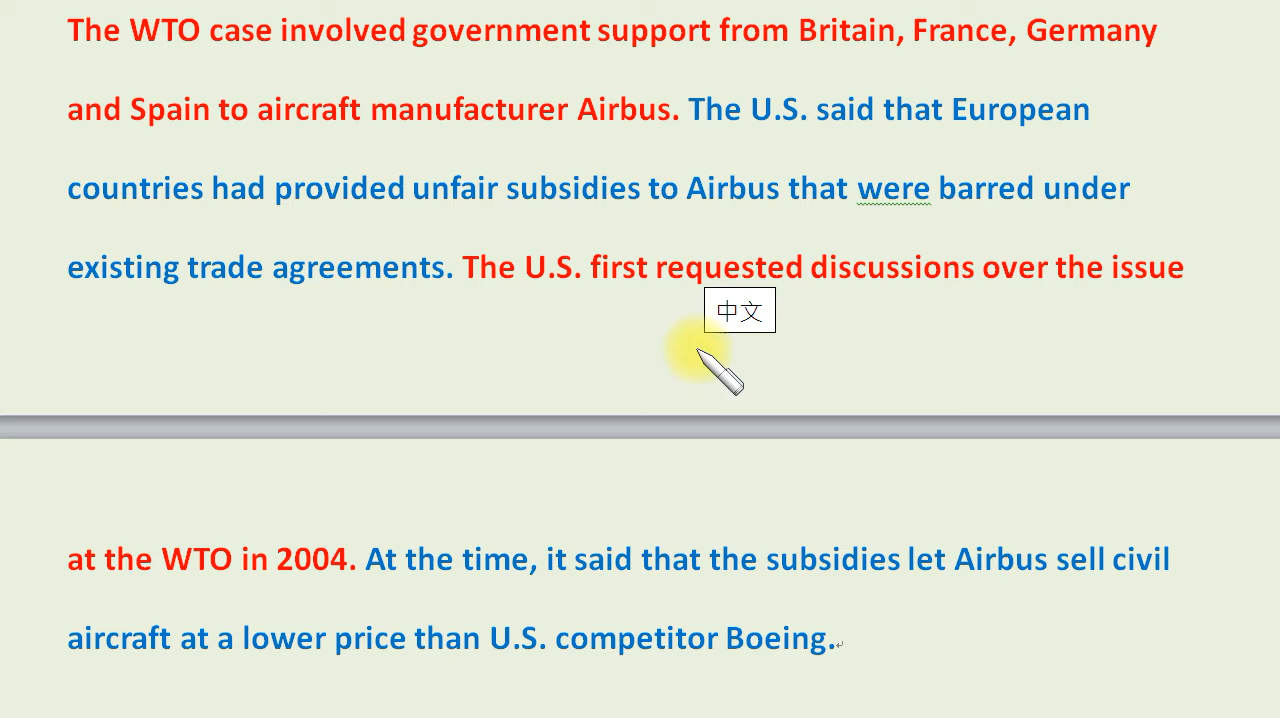 The WTO case involved government support from Britain, France, Germany
and Spain to aircraft manufacturer Airbus. The U.S. said that European
countries had provided unfair subsidies to Airbus that were barred under
existing trade agreements. The U.S. first requested discussions over the issue
中文
at the WTO in 2004. At the time, it said that the subsidies let Airbus sell civil
aircraft at a lower price than U.S. competitor Boeing.